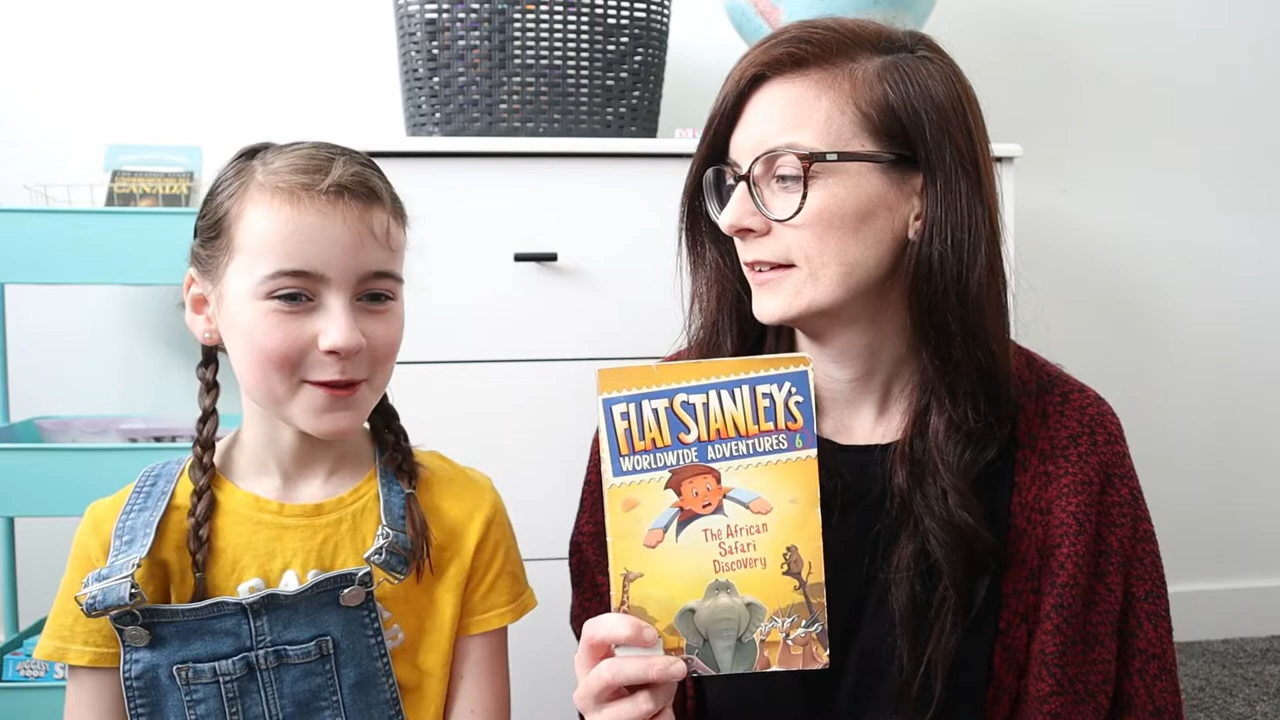 CANADA
FLAT STANLEY'S
WORLDWIDE ADVENTURES 6
The African
Safari
Discovery